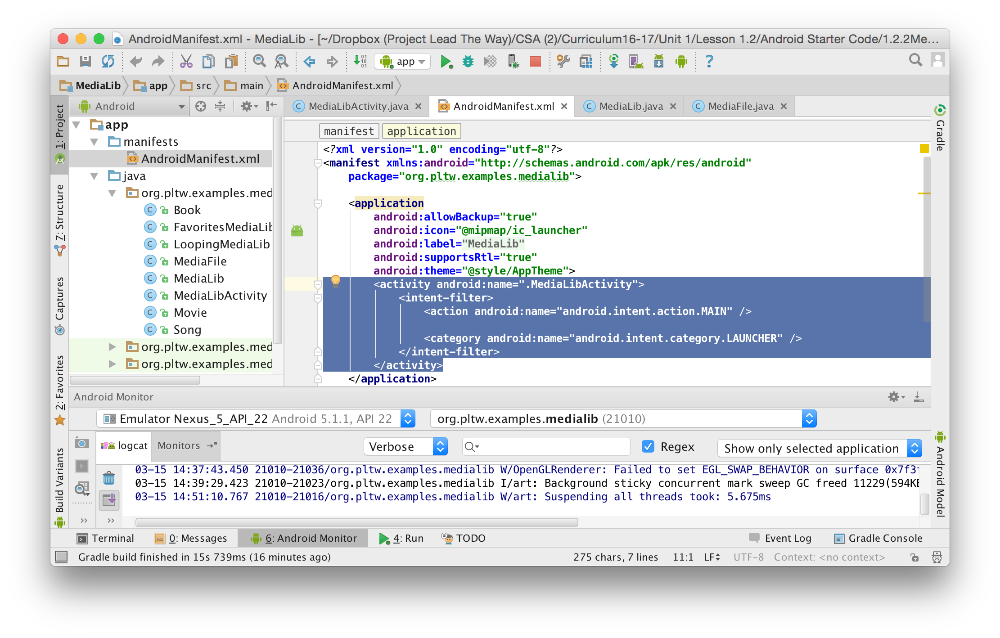 AndroidManifest.xml - MediaLib - [~/Dropbox (Project Lead The Way)/CSA (2)/Curriculum16-17/Unit 1/Lesson 1.2/Android Starter Code/1.2.2Me...
app
MediaLib app src main AndroidManifest.xml
Android
MediaLibActivity.java AndroidManifest.xml MediaLib.java MediaFile.java
1: Project
Z: Structure
Captures
2: Favorites
Build Variants
app
manifests
AndroidManifest.xml
java
org.pltw.examples.med
Book
FavoritesMediaLib
LoopingMediaLib
MediaFile
MediaLib
MediaLibActivity
Movie
Song
org.pltw.examples.med
org.pltw.examples.med
manifest application
<?xml version="1.0" encoding="utf-8"?>
<manifest xmlns:android="http://schemas.android.com/apk/res/android"
package="org.pltw.examples.medialib">
<application
android:allowBackup="true"
android:icon="@mipmap/ic_launcher"
android:label="MediaLib"
android:supportsRtl="true"
android:theme="@style/AppTheme">
<activity android:name=".MediaLibActivity">
<intent-filter>
<action android:name="android.intent.action.MAIN" />
<category android:name="android.intent.category.LAUNCHER" />
</intent-filter>
</activity>
</application>
Gradle
Android Model
Android Monitor
Emulator Nexus_5_API_22 Android 5.1.1, API 22 org.pltw.examples.medialib (21010)
logcat Monitors Verbose Regex Show only selected application
03-15 14:37:43.450 21010-21036/org.pltw.examples.medialib W/OpenGLRenderer: Failed to set EGL_SWAP_BEHAVIOR on surface 0x7f3
03-15 14:39:29.423 21010-21023/org.pltw.examples.medialib I/art: Background sticky concurrent mark sweep GC freed 11229(594KB
03-15 14:51:10.767 21010-21016/org.pltw.examples.medialib W/art: Suspending all threads took: 5.675ms
Terminal 0: Messages 6: Android Monitor 4: Run TODO Event Log Gradle Console
Gradle build finished in 15s 739ms (16 minutes ago) 275 chars, 7 lines 11:1 LF UTF-8 Context: <no context>